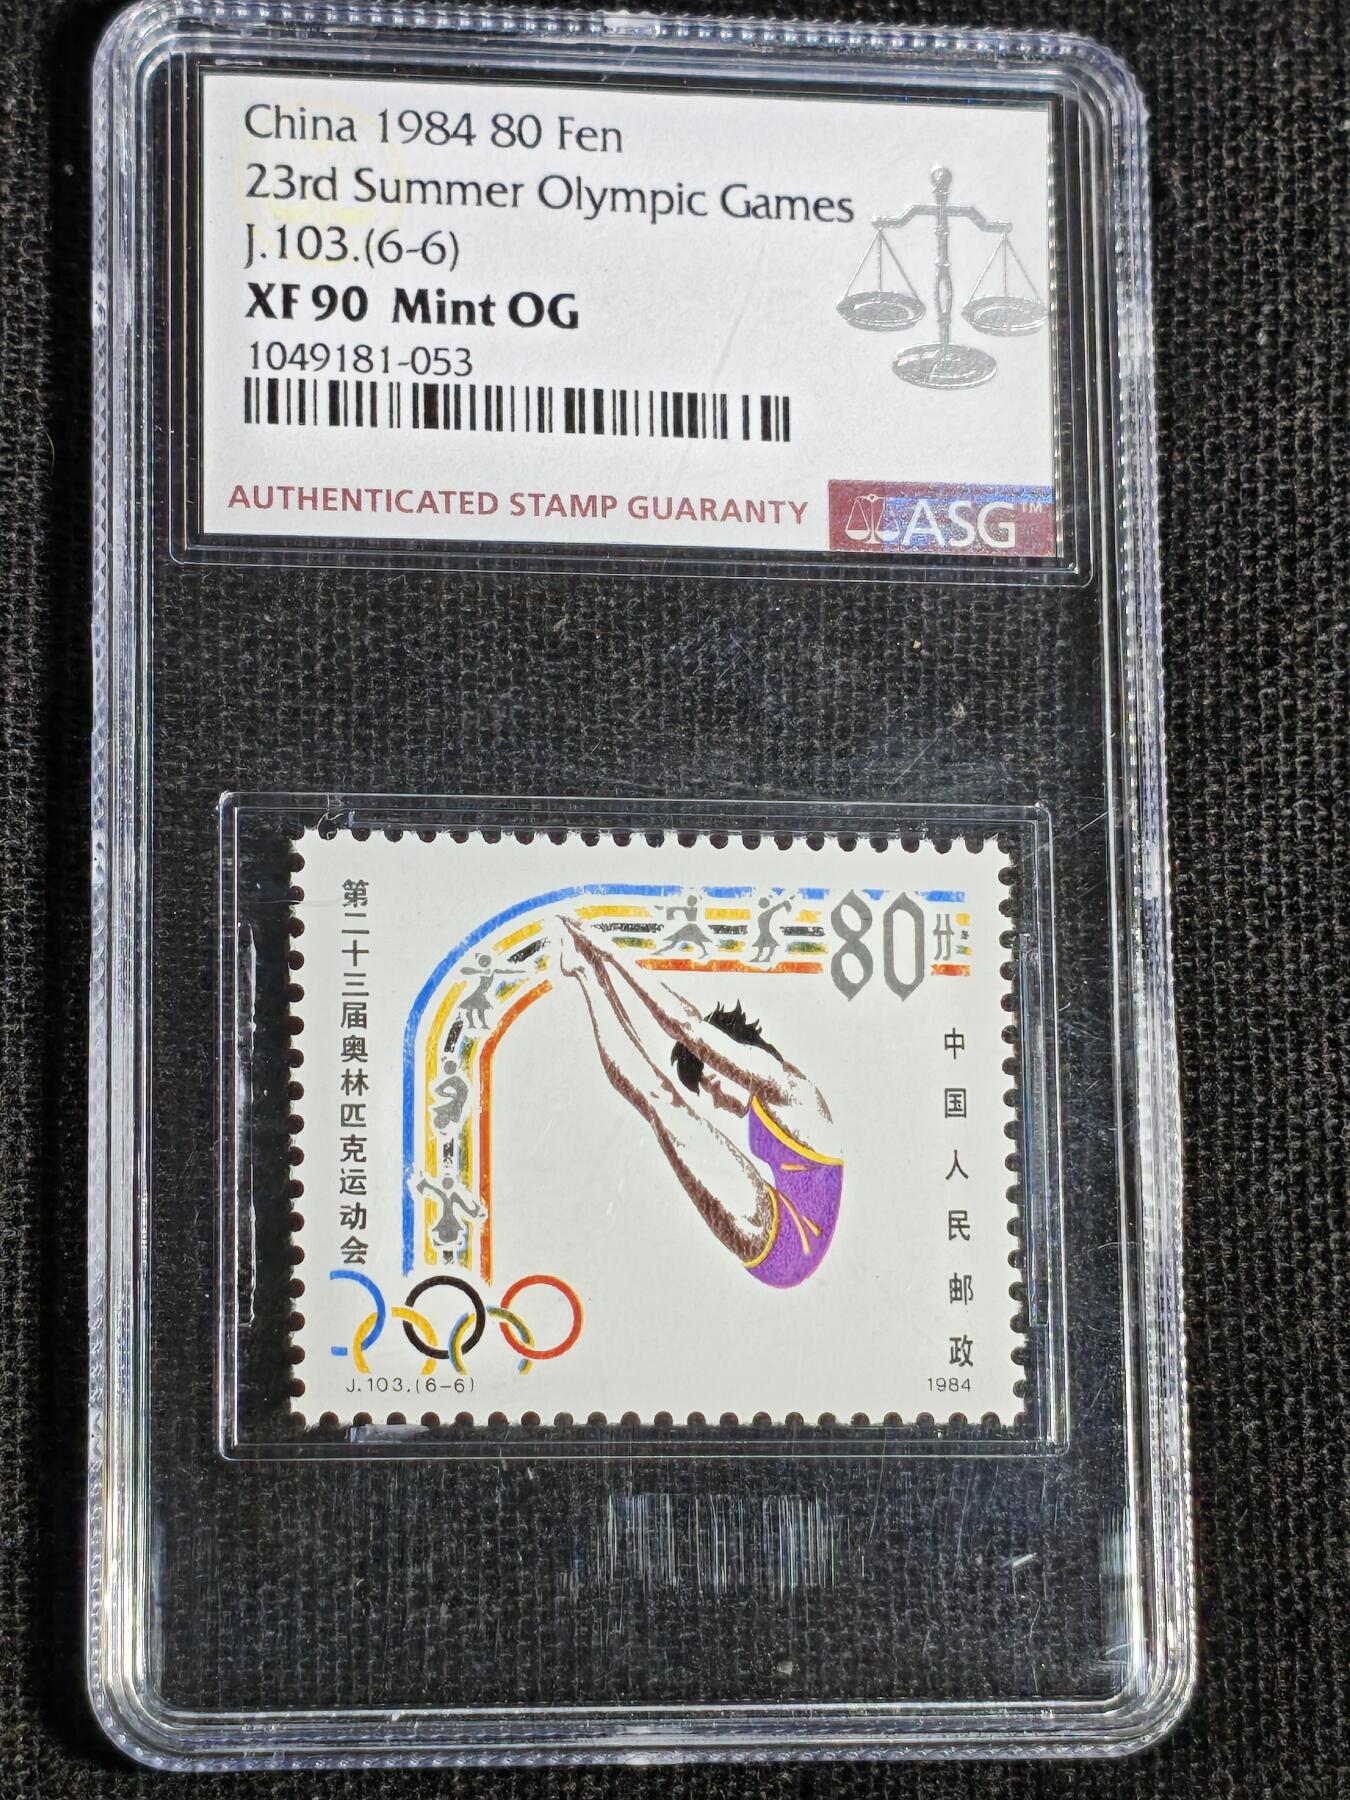 China 1984 80 Fen
23rd Summer Olympic Games
J.103.(6-6)
XF 90 Mint OG
1049181-053
AUTHENTICATED STAMP GUARANTY
ASG™
第二十三届奥林匹克运动会
80分
中国人民邮政
J.103.(6-6)
1984